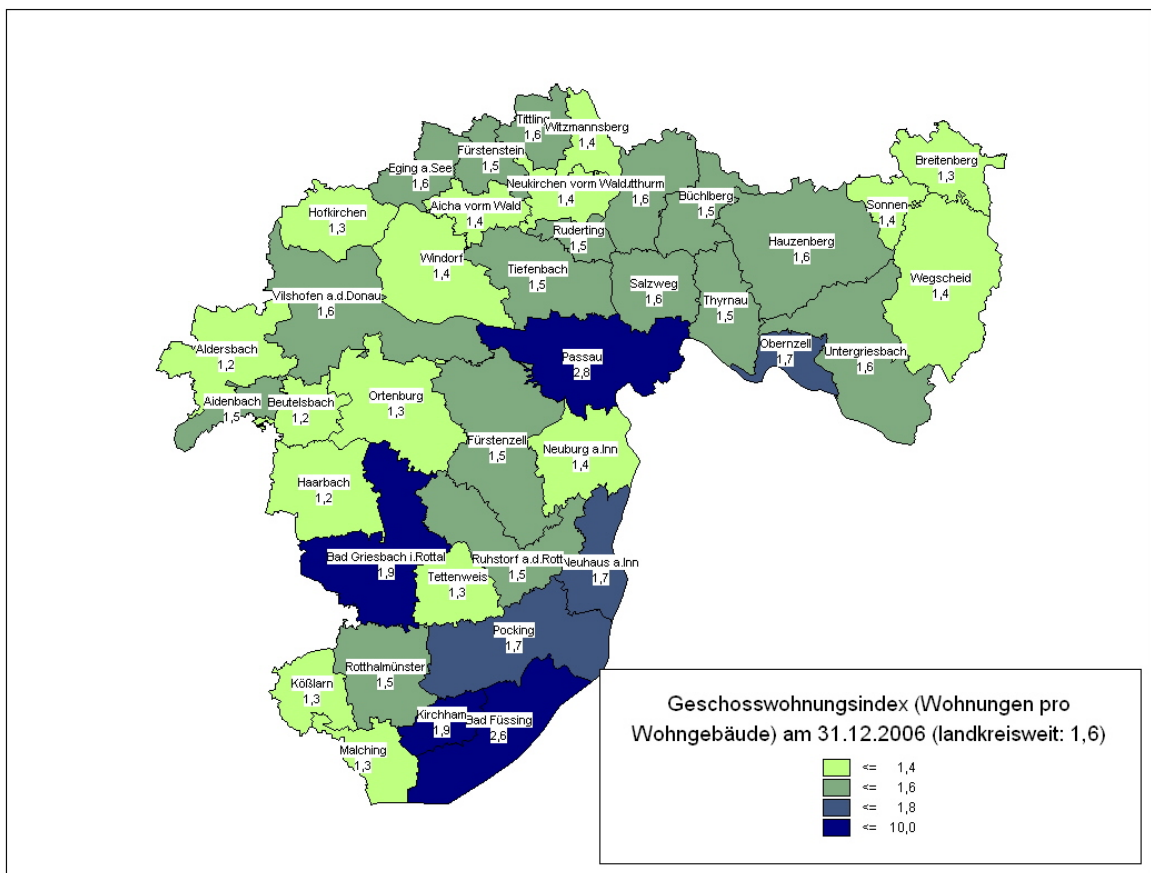 Tittling
1,6
Witzmannsberg
1,4
Fürstenstein
1,5
Eging a.See
1,6
Neukirchen vorm Wald
1,4
utthurm
1,6
Büchlberg
1,5
Breitenberg
1,3
Sonnen
1,4
Aicha vorm Wald
1,4
Hofkirchen
1,3
Ruderting
1,5
Hauzenberg
1,6
Windorf
1,4
Tiefenbach
1,5
Salzweg
1,6
Thyrnau
1,5
Wegscheid
1,4
Vilshofen a.d.Donau
1,6
Aldersbach
1,2
Passau
2,8
Obernzell
1,7
Untergriesbach
1,6
Aidenbach
1,5
Beutelsbach
1,2
Ortenburg
1,3
Fürstenzell
1,5
Neuburg a.Inn
1,4
Haarbach
1,2
Bad Griesbach i.Rottal
1,9
Tettenweis
1,3
Ruhstorf a.d.Rott
1,5
Neuhaus a.Inn
1,7
Pocking
1,7
Rotthalmünster
1,5
Kößlarn
1,3
Kirchham
1,9
Bad Füssing
2,6
Malching
1,3
Geschosswohnungsindex (Wohnungen pro
Wohngebäude) am 31.12.2006 (landkreisweit: 1,6)
<= 1,4
<= 1,6
<= 1,8
<= 10,0